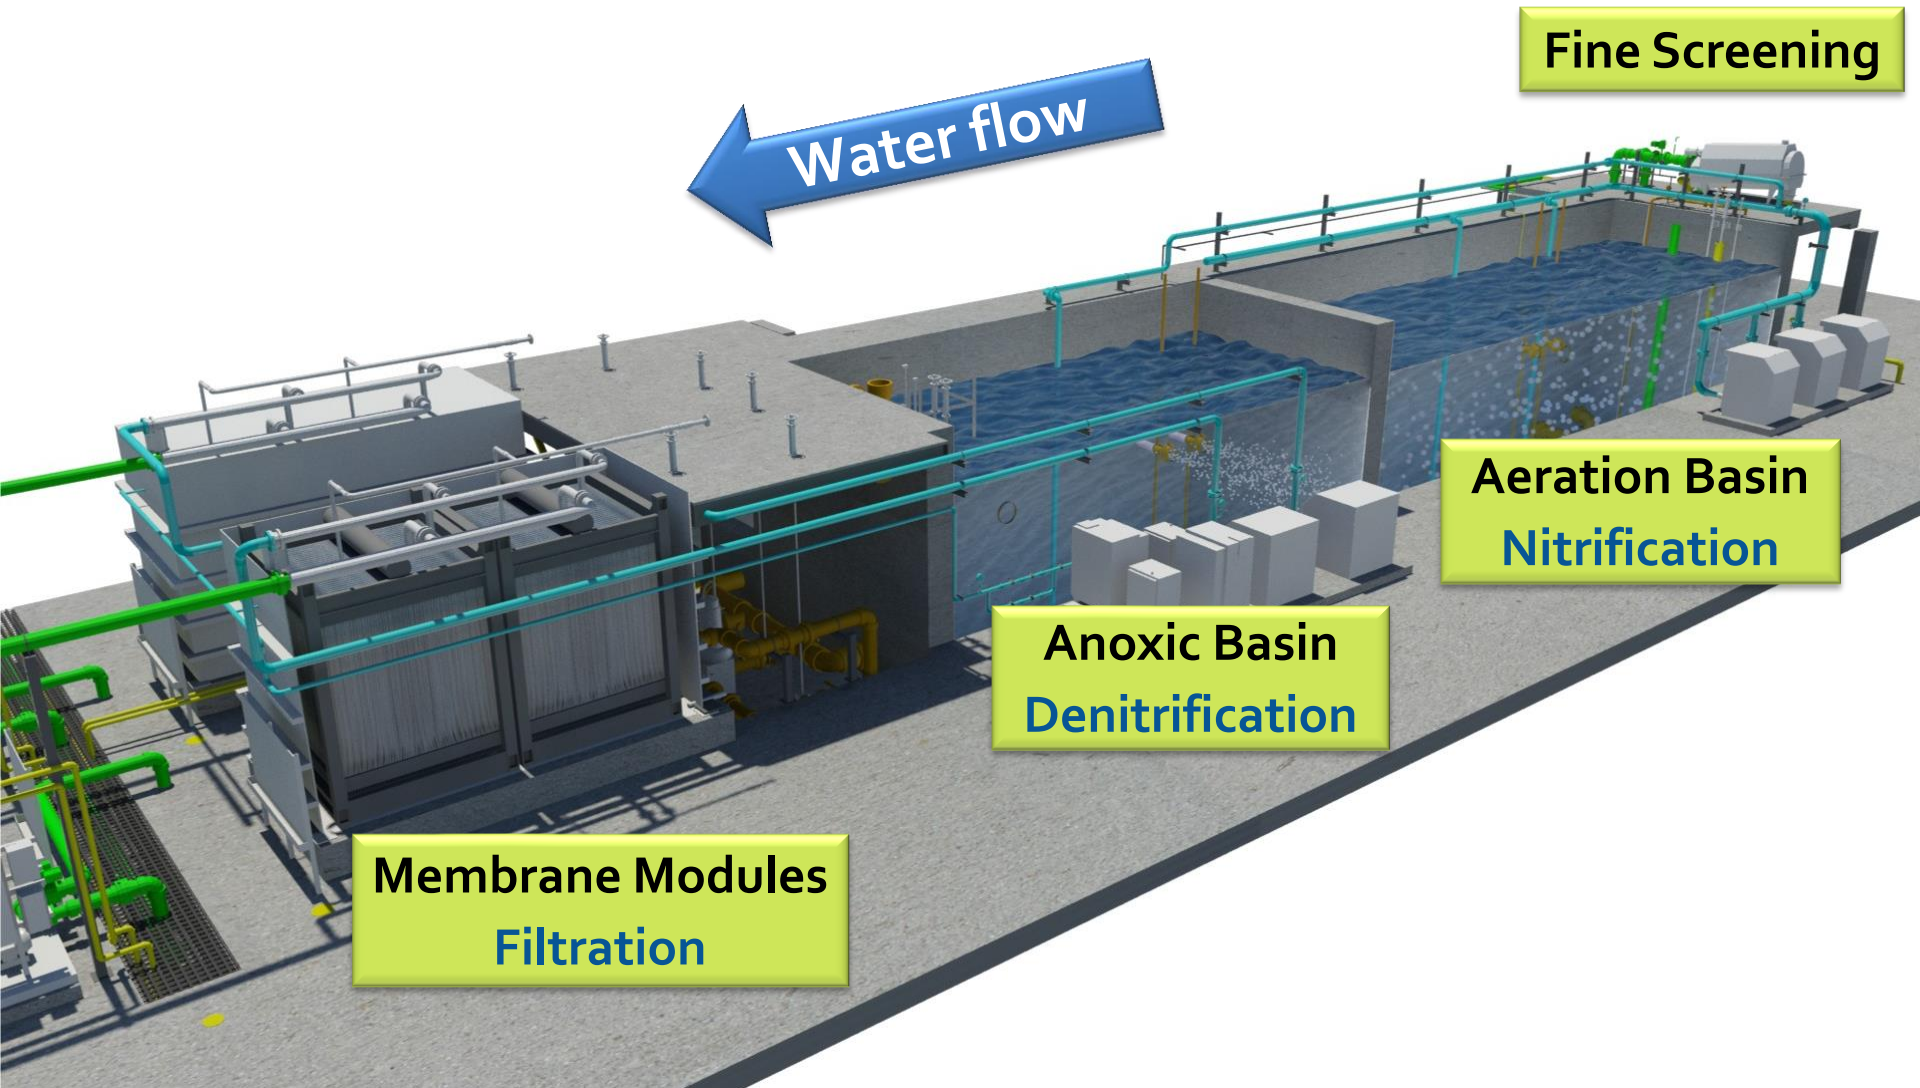 Fine Screening
Water flow
Aeration Basin
Nitrification
Anoxic Basin
Denitrification
Membrane Modules
Filtration